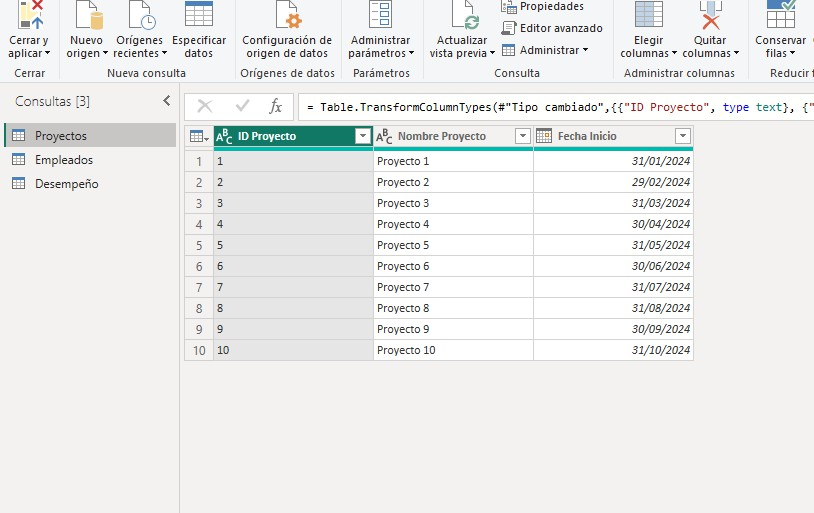 Propiedades
Editor avanzado
Administrar
Cerrar y
aplicar
Nuevo
origen
Orígenes
recientes
Especificar
datos
Configuración de
origen de datos
Administrar
parámetros
Actualizar
vista previa
Elegir
columnas
Quitar
columnas
Conservar
filas
Cerrar
Nueva consulta
Orígenes de datos
Parámetros
Consulta
Administrar columnas
Reducir f
Consultas [3]
fx
= Table.TransformColumnTypes(#"Tipo cambiado",{{"ID Proyecto", type text}, {"
Proyectos
Empleados
Desempeño
ABC ID Proyecto ABC Nombre Proyecto Fecha Inicio
1 1 Proyecto 1 31/01/2024
2 2 Proyecto 2 29/02/2024
3 3 Proyecto 3 31/03/2024
4 4 Proyecto 4 30/04/2024
5 5 Proyecto 5 31/05/2024
6 6 Proyecto 6 30/06/2024
7 7 Proyecto 7 31/07/2024
8 8 Proyecto 8 31/08/2024
9 9 Proyecto 9 30/09/2024
10 10 Proyecto 10 31/10/2024